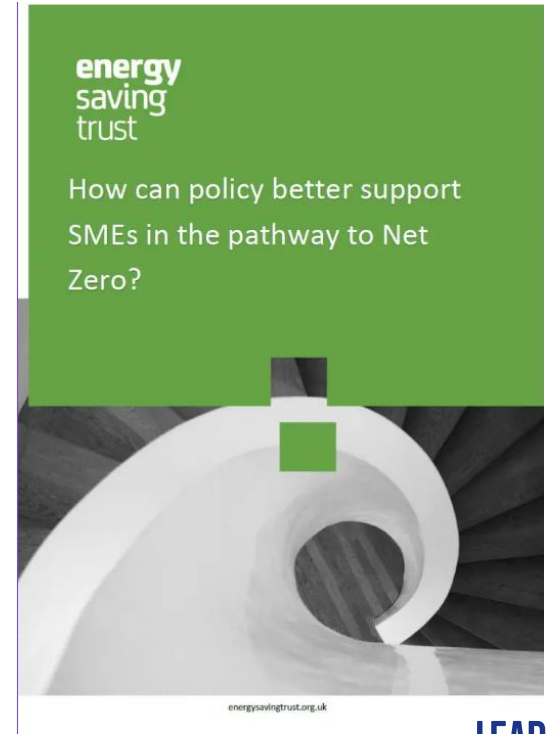 energy
saving
trust
How can policy better support
SMEs in the pathway to Net
Zero?
energysavingtrust.org.uk